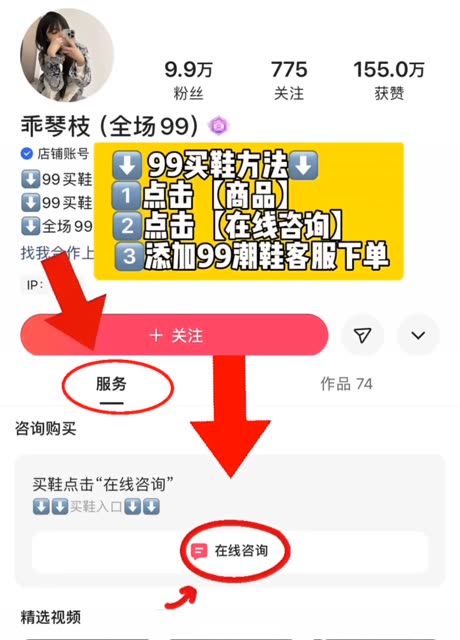 9.9万
775
155.0万
粉丝
关注
获赞
乖琴枝 (全场99)
店铺账号
99买鞋
99买鞋
全场99
找我合作上
IP:
99买鞋方法
1点击【商品】
2点击【在线咨询】
3添加99潮鞋客服下单
+ 关注
服务
作品 74
咨询购买
买鞋点击“在线咨询”
买鞋入口
在线咨询
精选视频